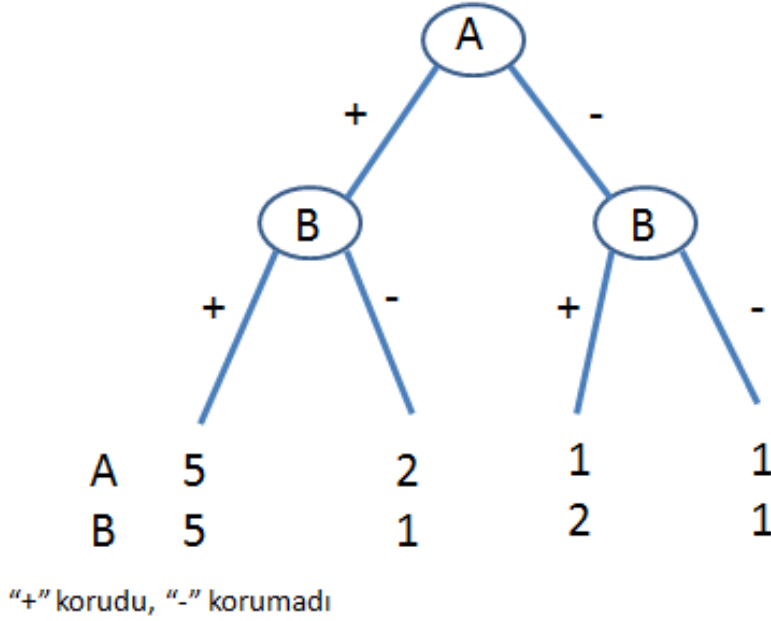 A
+ -
B B
+ - + -
A 5 2 1 1
B 5 1 2 1
“+” korudu, “-” korumadı